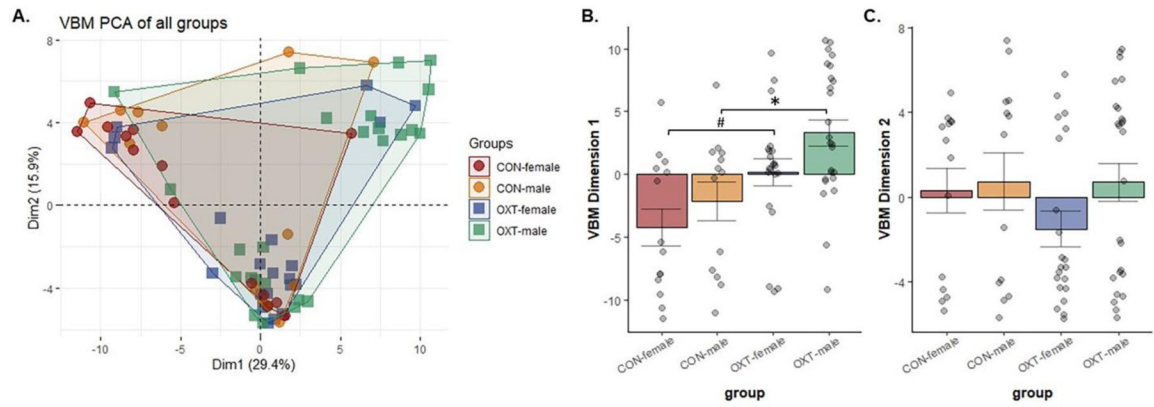 A.
VBM PCA of all groups
8
4
0
-4
Dim2 (15.9%)
-10
-5
0
5
10
Dim1 (29.4%)
Groups
CON-female
CON-male
OXT-female
OXT-male
B.
10
5
0
-5
-10
VBM Dimension 1
*
#
CON-female
CON-male
OXT-female
OXT-male
group
C.
8
4
0
-4
VBM Dimension 2
CON-female
CON-male
OXT-female
OXT-male
group